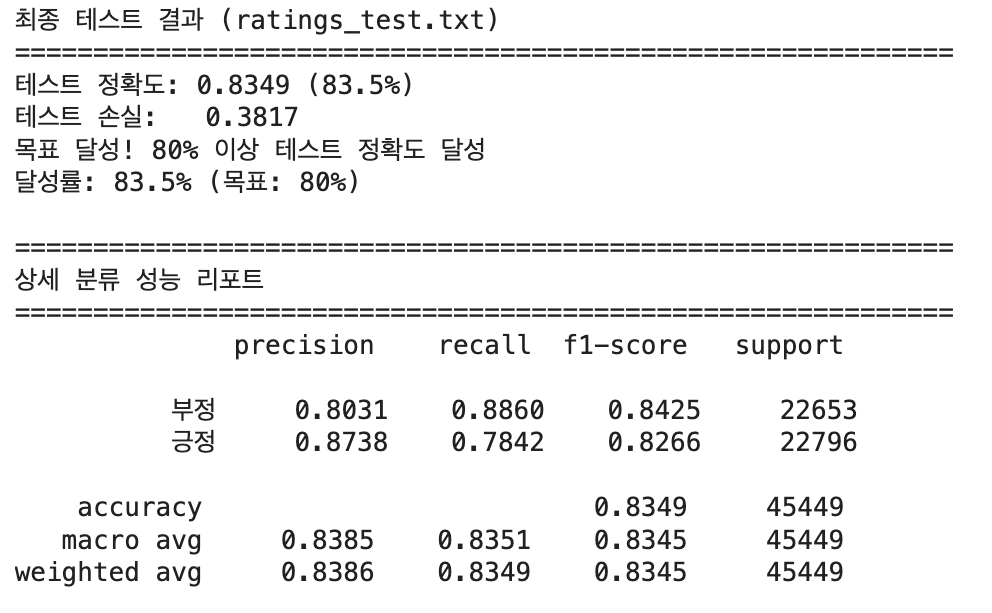 최종 테스트 결과 (ratings_test.txt)
============================================================
테스트 정확도: 0.8349 (83.5%)
테스트 손실:   0.3817
목표 달성! 80% 이상 테스트 정확도 달성
달성률: 83.5% (목표: 80%)
============================================================
상세 분류 성능 리포트
============================================================
              precision    recall  f1-score   support
          부정     0.8031    0.8860    0.8425     22653
          긍정     0.8738    0.7842    0.8266     22796
    accuracy                         0.8349     45449
   macro avg     0.8385    0.8351    0.8345     45449
weighted avg     0.8386    0.8349    0.8345     45449